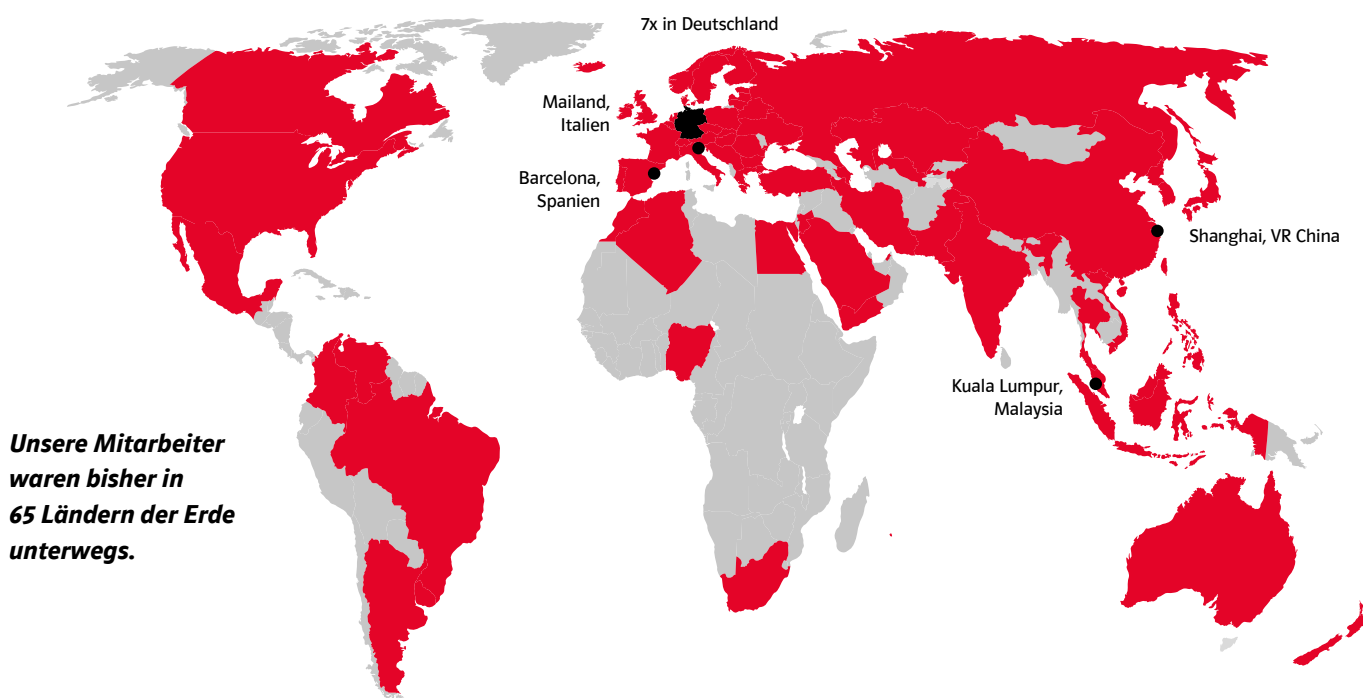 7x in Deutschland
Mailand,
Italien
Barcelona,
Spanien
Shanghai, VR China
Kuala Lumpur,
Malaysia
Unsere Mitarbeiter
waren bisher in
65 Ländern der Erde
unterwegs.